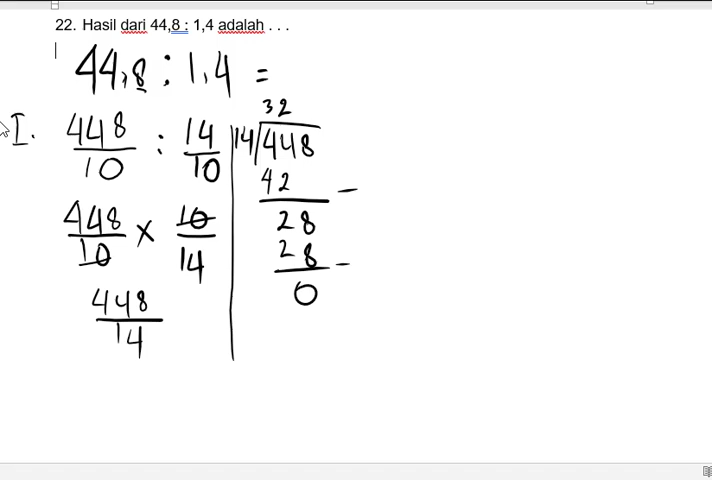 22. Hasil dari 44,8 : 1,4 adalah . . .
44,8 : 1,4 =
I.
448/10 : 14/10
448/10 × 10/14
448/14
32
14/448
42 −
28
28 −
0